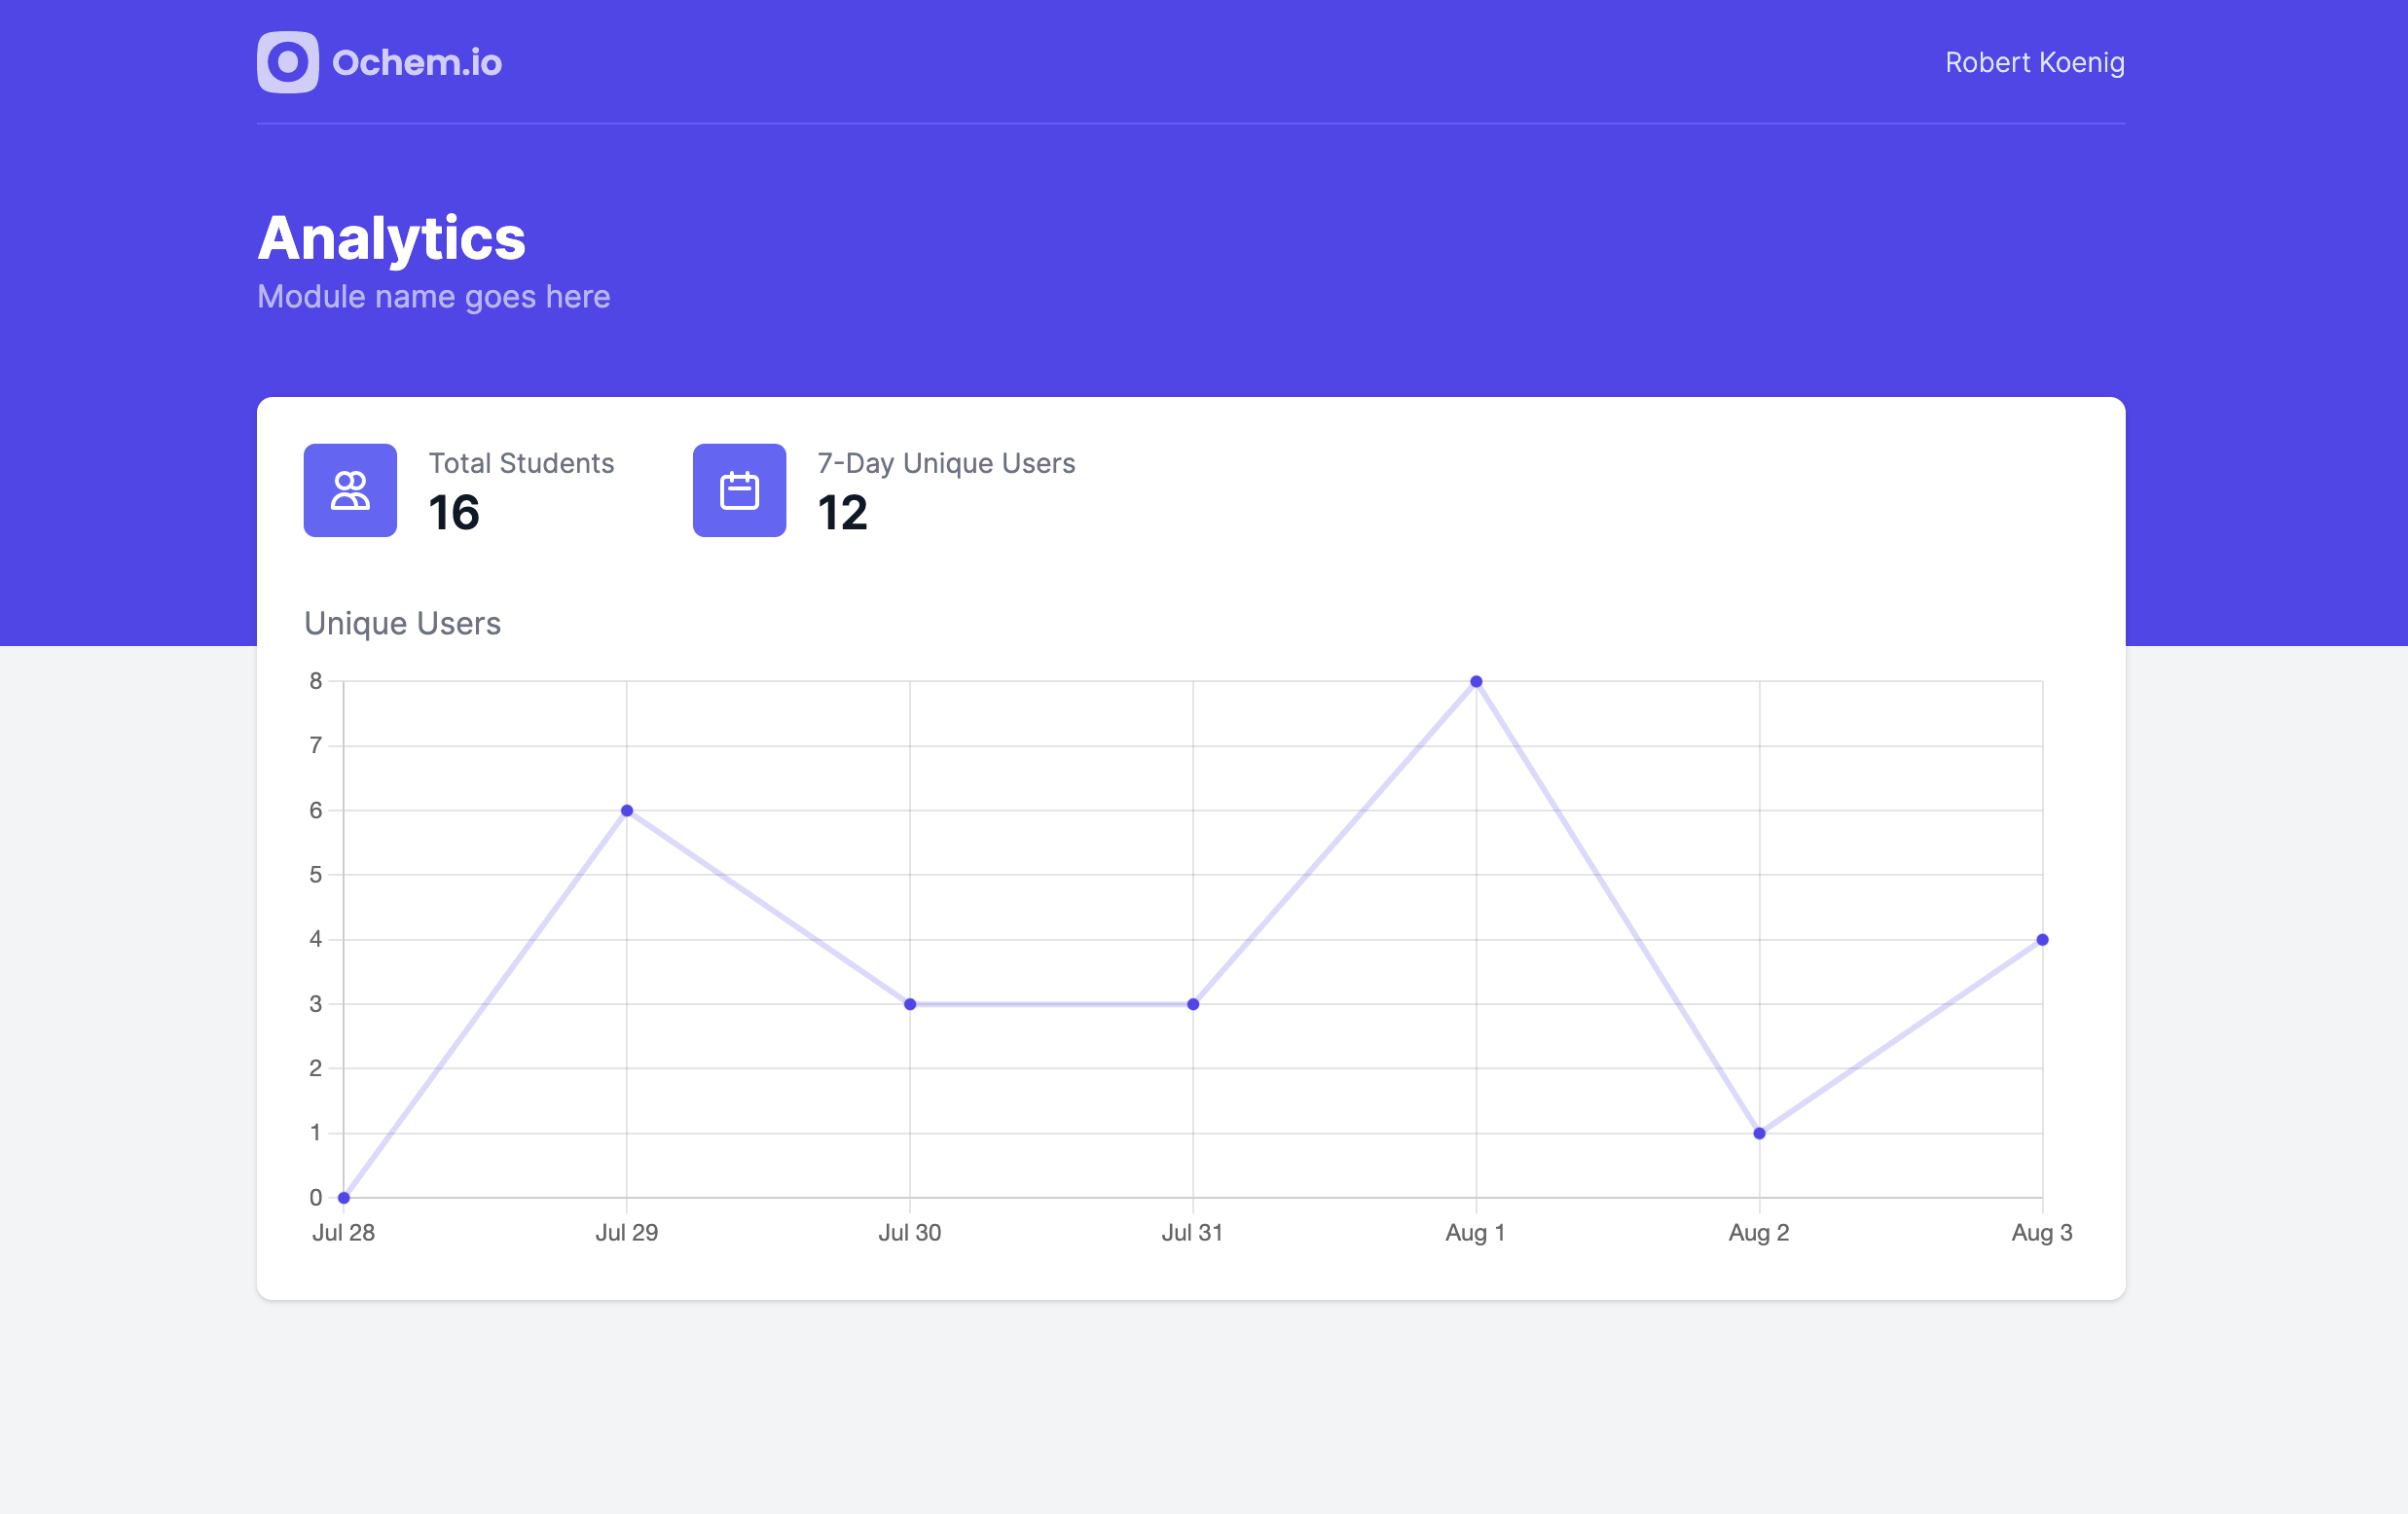 Ochem.io
Robert Koenig
Analytics
Module name goes here
Total Students
16
7-Day Unique Users
12
Unique Users
8
7
6
5
4
3
2
1
0
Jul 28
Jul 29
Jul 30
Jul 31
Aug 1
Aug 2
Aug 3